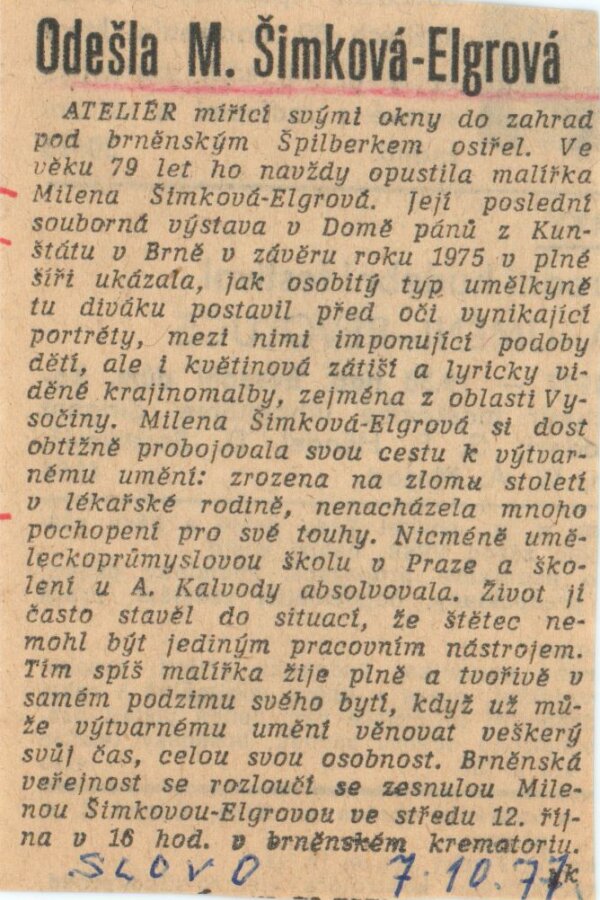 Odešla M. Šimková-Elgrová
ATELIÉR mířící svými okny do zahrad
pod brněnským Špilberkem osiřel. Ve
věku 79 let ho navždy opustila malířka
Milena Šimková-Elgrová. Její poslední
souborná výstava v Domě pánů z Kun-
štátu v Brně v závěru roku 1975 v plné
šíři ukázala, jak osobitý typ umělkyně
tu diváku postavil před oči vynikající
portréty, mezi nimi imponující podoby
dětí, ale i květinová zátiší a lyricky vi-
děné krajinomalby, zejména z oblasti Vy-
sočiny. Milena Šimková-Elgrová si dost
obtížně probojovala svou cestu k výtvar-
nému umění: zrozena na zlomu století
v lékařské rodině, nenacházela mnoho
pochopení pro své touhy. Nicméně umě-
leckoprůmyslovou školu v Praze a ško-
lení u A. Kalvody absolvovala. Život jí
často stavěl do situací, že štětec ne-
mohl být jediným pracovním nástrojem.
Tím spíš malířka žije plně a tvořivě v
samém podzimu svého bytí, když už mů-
že výtvarnému umění věnovat veškerý
svůj čas, celou svou osobnost. Brněnská
veřejnost se rozloučí se zesnulou Mile-
nou Šimkovou-Elgrovou ve středu 12. říj-
na v 16 hod. v brněnském krematoriu.
SLOVO 7.10.77